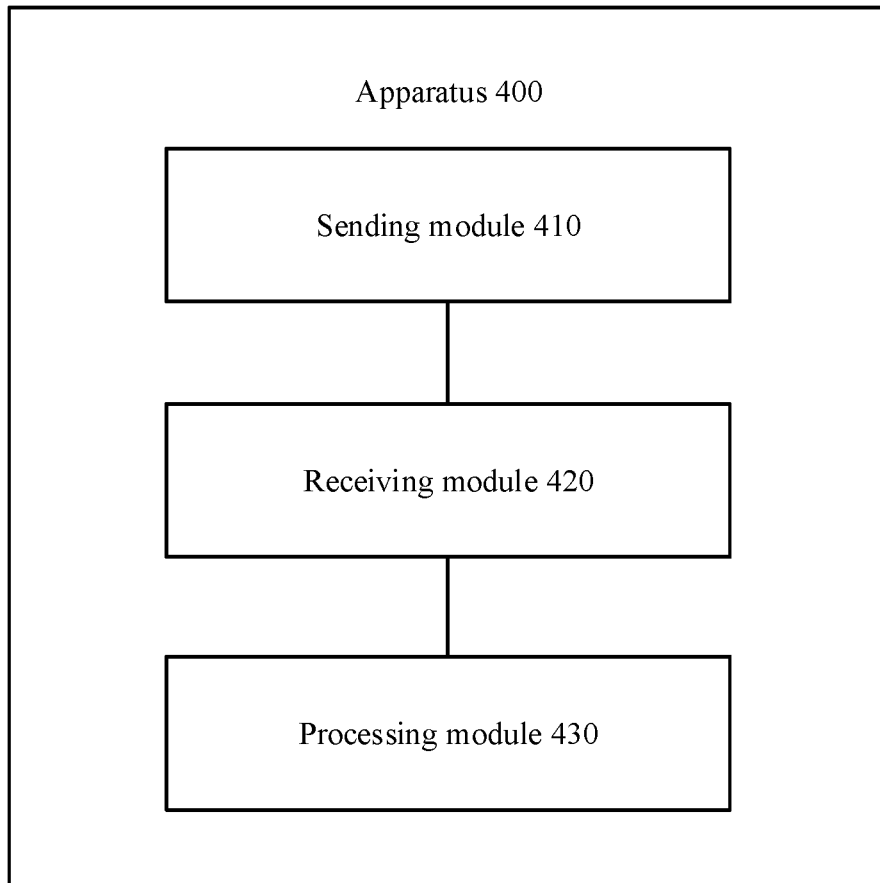 Apparatus 400
Sending module 410
Receiving module 420
Processing module 430